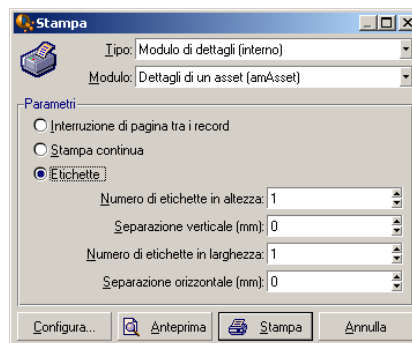 Stampa
Tipo: Modulo di dettagli (interno)
Modulo: Dettagli di un asset (amAsset)
Parametri
Interruzione di pagina tra i record
Stampa continua
Etichette
Numero di etichette in altezza: 1
Separazione verticale (mm): 0
Numero di etichette in larghezza: 1
Separazione orizzontale (mm): 0
Configura... Anteprima Stampa Annulla